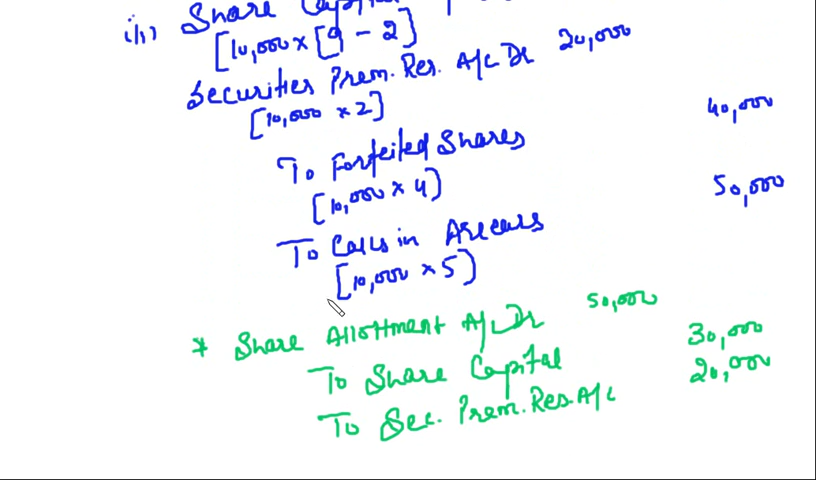 iii) Share Capital
[10,000 × [9 - 2]
Securities Prem. Res. A/c Dr 20,000
[10,000 × 2]
40,000
To Forfeited Shares
[10,000 × 4)
50,000
To Calls in Arrears
[10,000 × 5)
* Share Allottment A/c Dr 50,000
To Share Capital 30,000
To Sec. Prem. Res. A/c 20,000